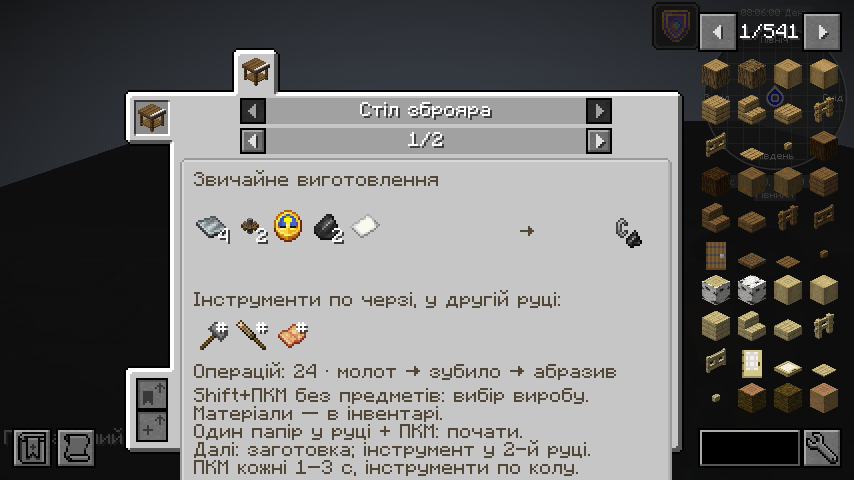 1/541
Стіл зброяра
1/2
Звичайне виготовлення
4 2 2
Інструменти по черзі, у другій руці:
# # #
Операцій: 24 · молот → зубило → абразив
Shift+ПКМ без предметів: вибір виробу.
Матеріали — в інвентарі.
Один папір у руці + ПКМ: почати.
Далі: заготовка; інструмент у 2-й руці.
ПКМ кожні 1–3 с, інструменти по колу.